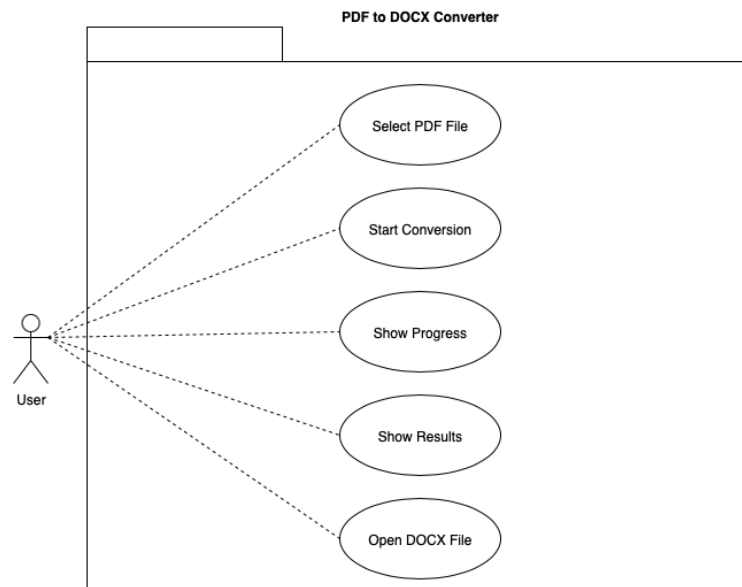 PDF to DOCX Converter
Select PDF File
Start Conversion
Show Progress
User
Show Results
Open DOCX File